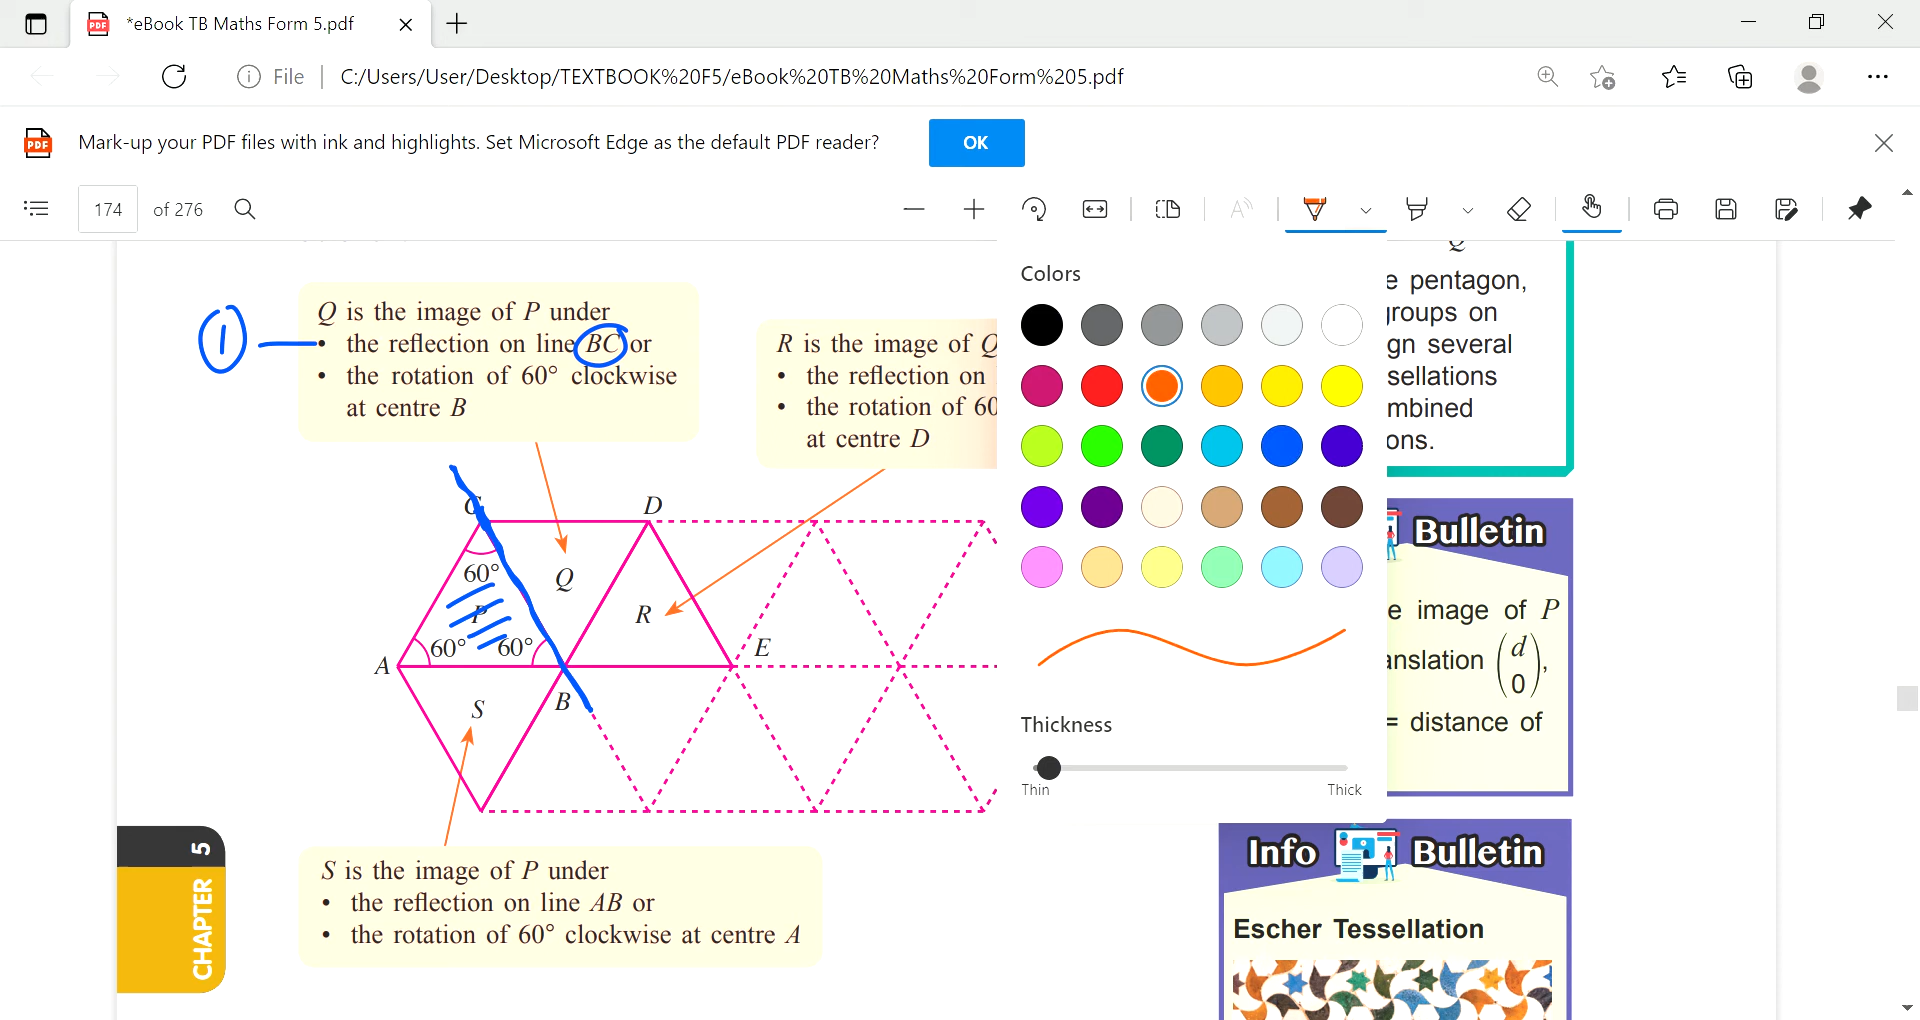 *eBook TB Maths Form 5.pdf
File
C:/Users/User/Desktop/TEXTBOOK%20F5/eBook%20TB%20Maths%20Form%205.pdf
PDF
Mark-up your PDF files with ink and highlights. Set Microsoft Edge as the default PDF reader?
OK
174 of 276
Colors
Thickness
Thin
Thick
1
Q is the image of P under
• the reflection on line BC or
• the rotation of 60° clockwise
at centre B
R is the image of Q
• the reflection on
• the rotation of 60
at centre D
D
60°
Q
P
R
60°
60°
A
E
S
B
S is the image of P under
• the reflection on line AB or
• the rotation of 60° clockwise at centre A
CHAPTER 5
Q
e pentagon,
groups on
gn several
sellations
mbined
ons.
Bulletin
e image of P
anslation (d 0),
= distance of
Info Bulletin
Escher Tessellation